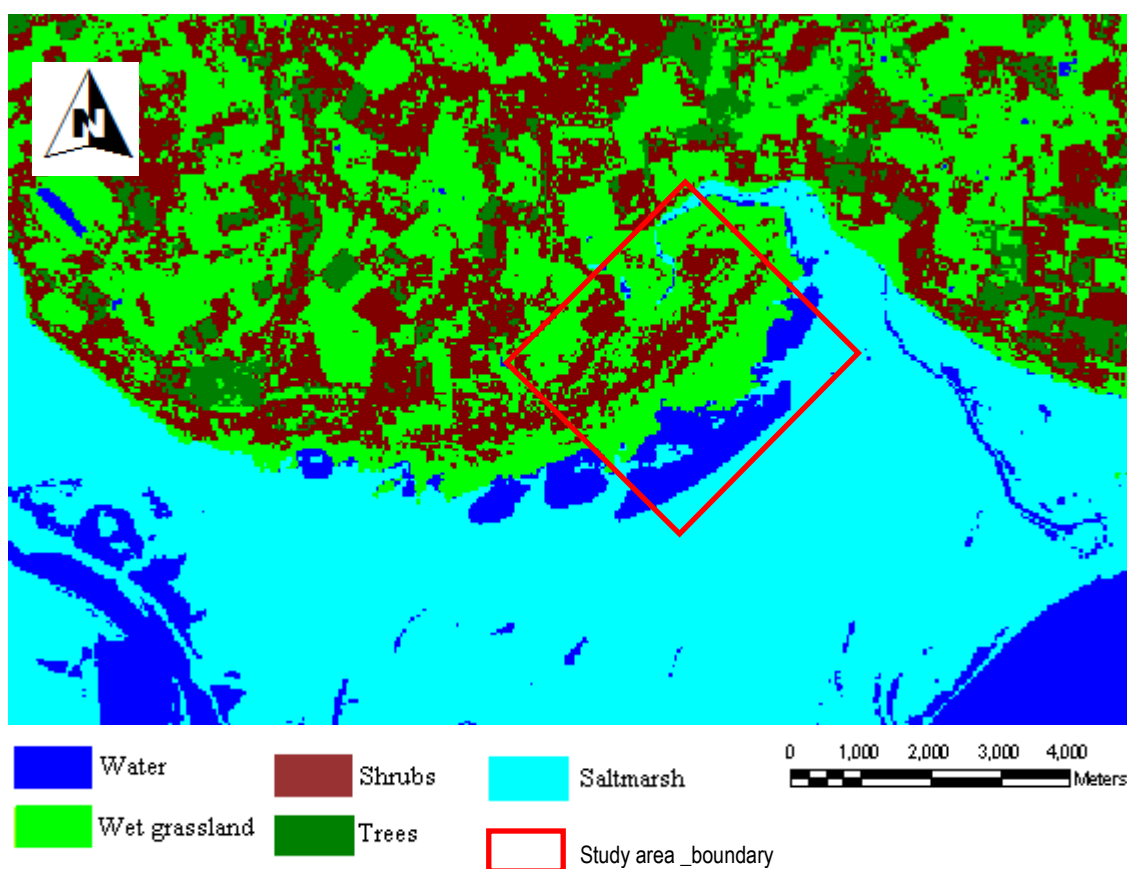 N
Water
Shrubs
Saltmarsh
0 1,000 2,000 3,000 4,000
Meters
Wet grassland
Trees
Study area _boundary